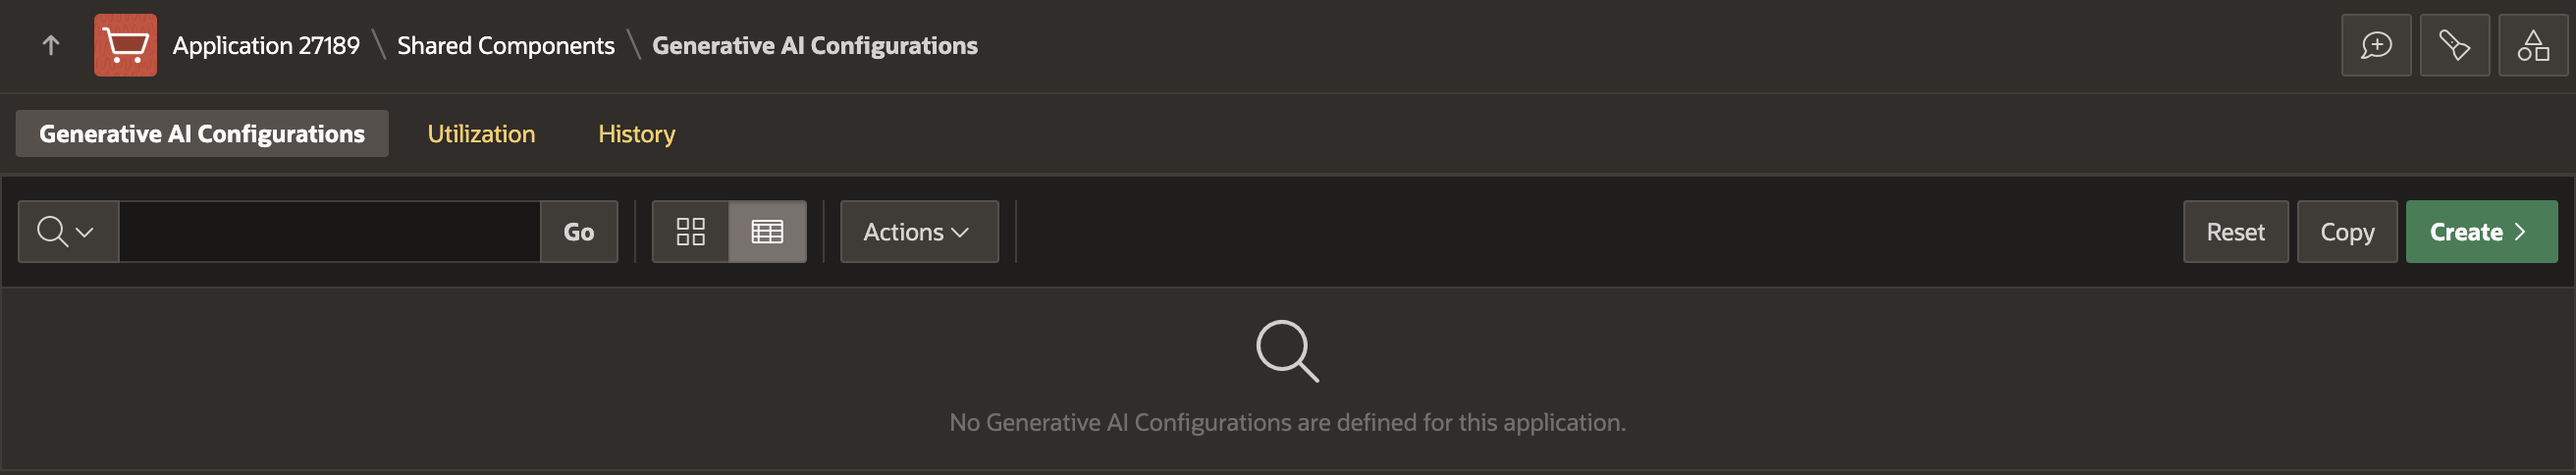 Application 27189 \ Shared Components \ Generative AI Configurations
Generative AI Configurations Utilization History
Go Actions Reset Copy Create
No Generative AI Configurations are defined for this application.